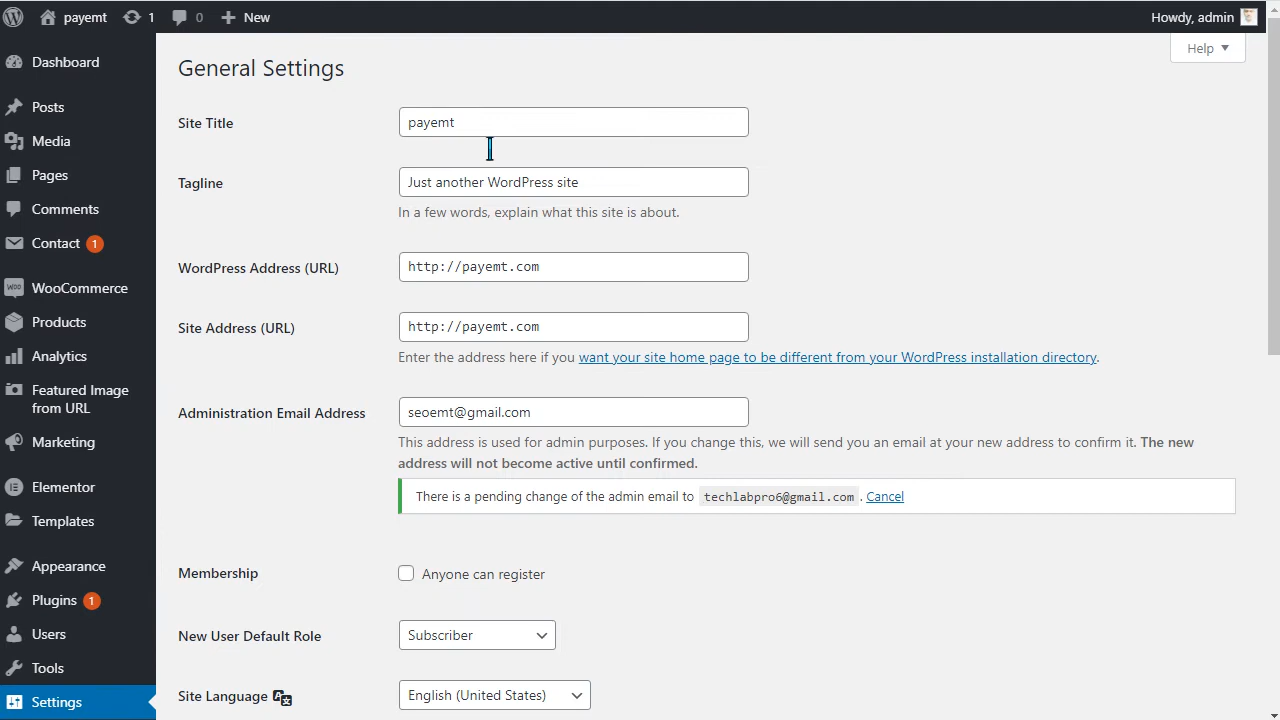 payemt 1 0 New Howdy, admin
Help
Dashboard
Posts
Media
Pages
Comments
Contact 1
WOO WooCommerce
Products
Analytics
Featured Image
from URL
Marketing
Elementor
Templates
Appearance
Plugins 1
Users
Tools
Settings
General Settings
Site Title payemt
Tagline Just another WordPress site
In a few words, explain what this site is about.
WordPress Address (URL) http://payemt.com
Site Address (URL) http://payemt.com
Enter the address here if you want your site home page to be different from your WordPress installation directory.
Administration Email Address seoemt@gmail.com
This address is used for admin purposes. If you change this, we will send you an email at your new address to confirm it. The new
address will not become active until confirmed.
There is a pending change of the admin email to techlabpro6@gmail.com . Cancel
Membership Anyone can register
New User Default Role Subscriber
Site Language English (United States)